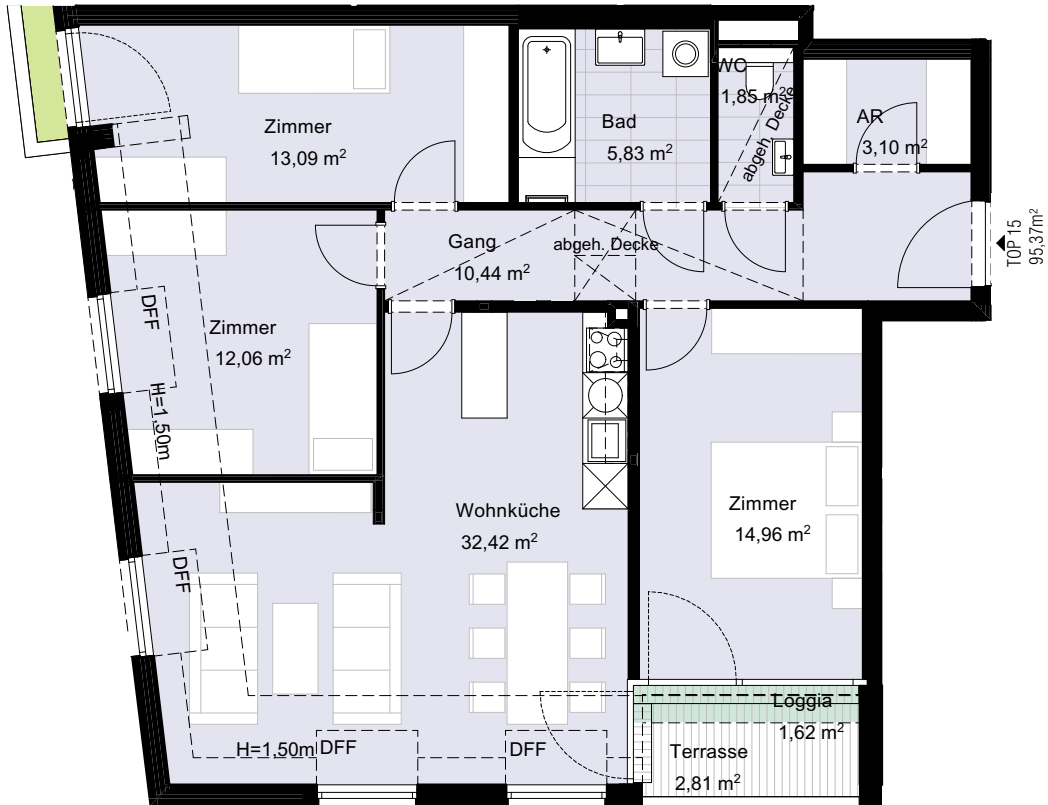 Zimmer
13,09 m²
Bad
5,83 m²
WC
1,85 m²
abgeh. Decke
AR
3,10 m²
Gang
10,44 m²
abgeh. Decke
TOP 15
95,37m²
DFF
Zimmer
12,06 m²
H=1,50m
Wohnküche
32,42 m²
Zimmer
14,96 m²
DFF
H=1,50m
DFF
DFF
Loggia
1,62 m²
Terrasse
2,81 m²